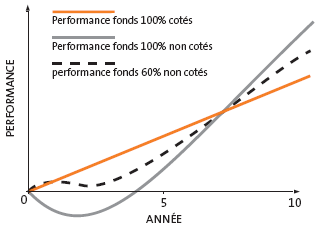 Performance fonds 100% cotés
Performance fonds 100% non cotés
performance fonds 60% non cotés
PERFORMANCE
0
5
10
ANNÉE